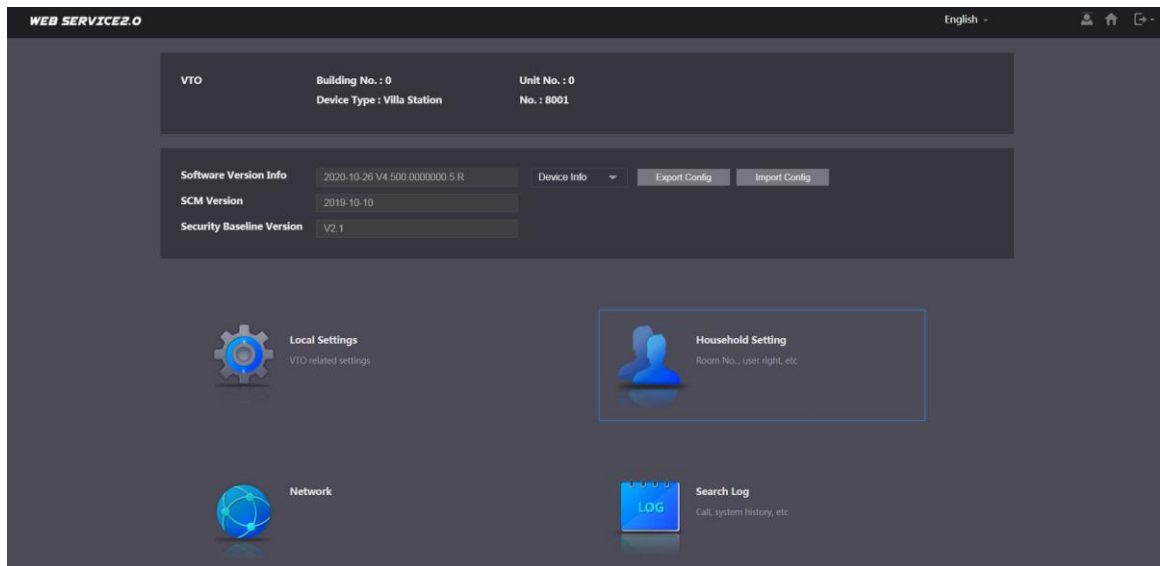 WEB SERVICE2.0 English
VTO Building No. : 0 Unit No. : 0
Device Type : Villa Station No. : 8001
Software Version Info 2020-10-26 V4.500.0000000.5.R Device Info Export Config Import Config
SCM Version 2019-10-10
Security Baseline Version V2.1
Local Settings
VTO related settings
Household Setting
Room No., user right, etc
Network
LOG
Search Log
Call, system history, etc